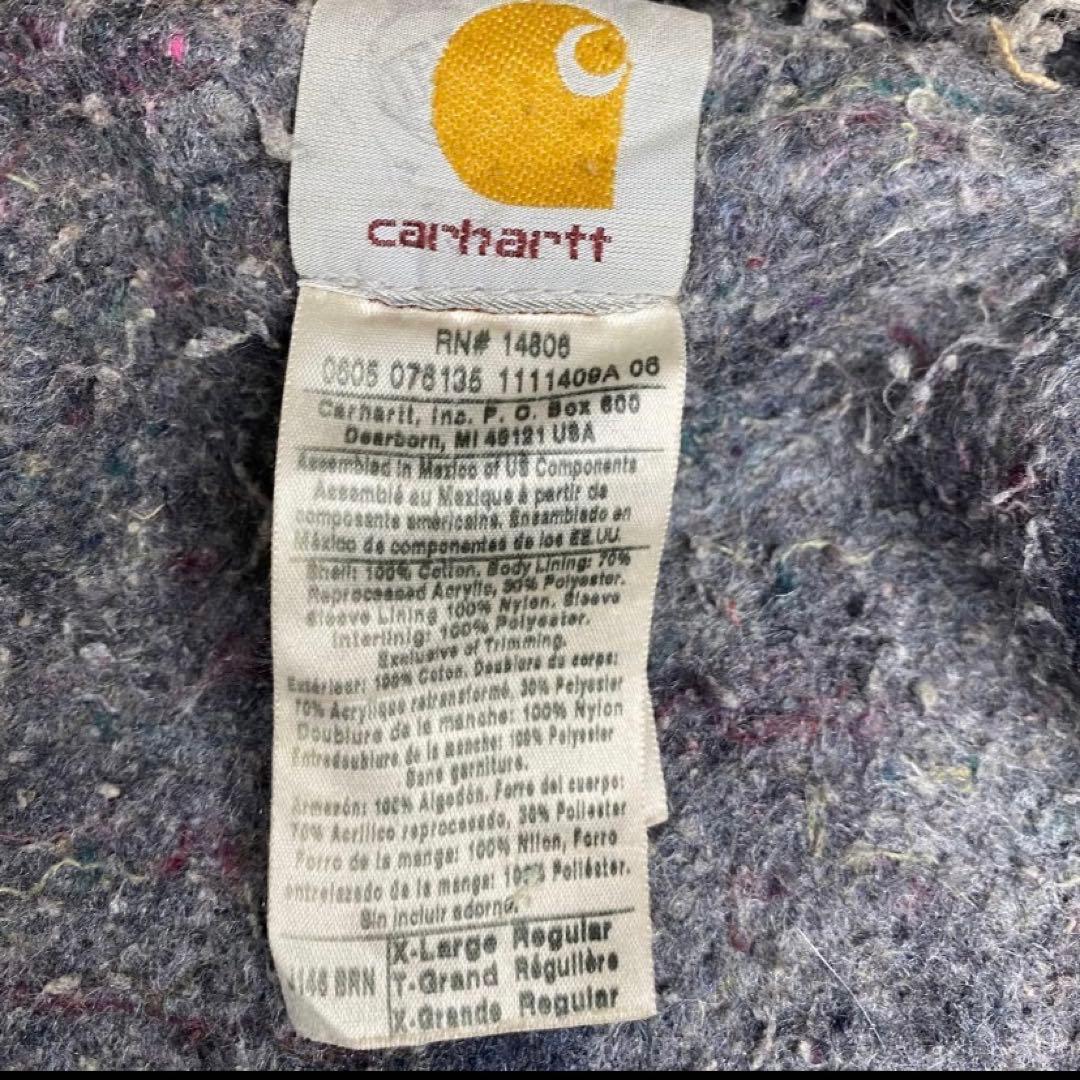 carhartt
RN# 14806
0605 076135 1111409A 06
Carhartt, Inc. P. O. Box 600
Dearborn, MI 48121 USA
Assembled in Mexico of US Components
Assemblé au Mexique à partir de
composants américains. Ensamblado en
México de componentes de los EE.UU.
Shell: 100% Cotton. Body Lining: 70%
Reprocessed Acrylic, 30% Polyester.
Sleeve Lining 100% Nylon. Sleeve
Interlinig: 100% Polyester.
Exclusive of Trimming.
Extérieur: 100% Coton. Doublure de corps:
70% Acrylique retransformé, 30% Polyester
Doublure de la manche: 100% Nylon
Entredoublure de la manche: 100% Polyester
Sans garniture.
Armazón: 100% Algodón. Forro del cuerpo:
70% Acrílico reprocesado, 30% Poliester
Forro de la manga: 100% Nilon, Forro
entrelazado de la manga: 100% Poliéster.
Sin incluir adorno.
BRN
X-Large Regular
T-Grand Régulière
X-Grande Regular